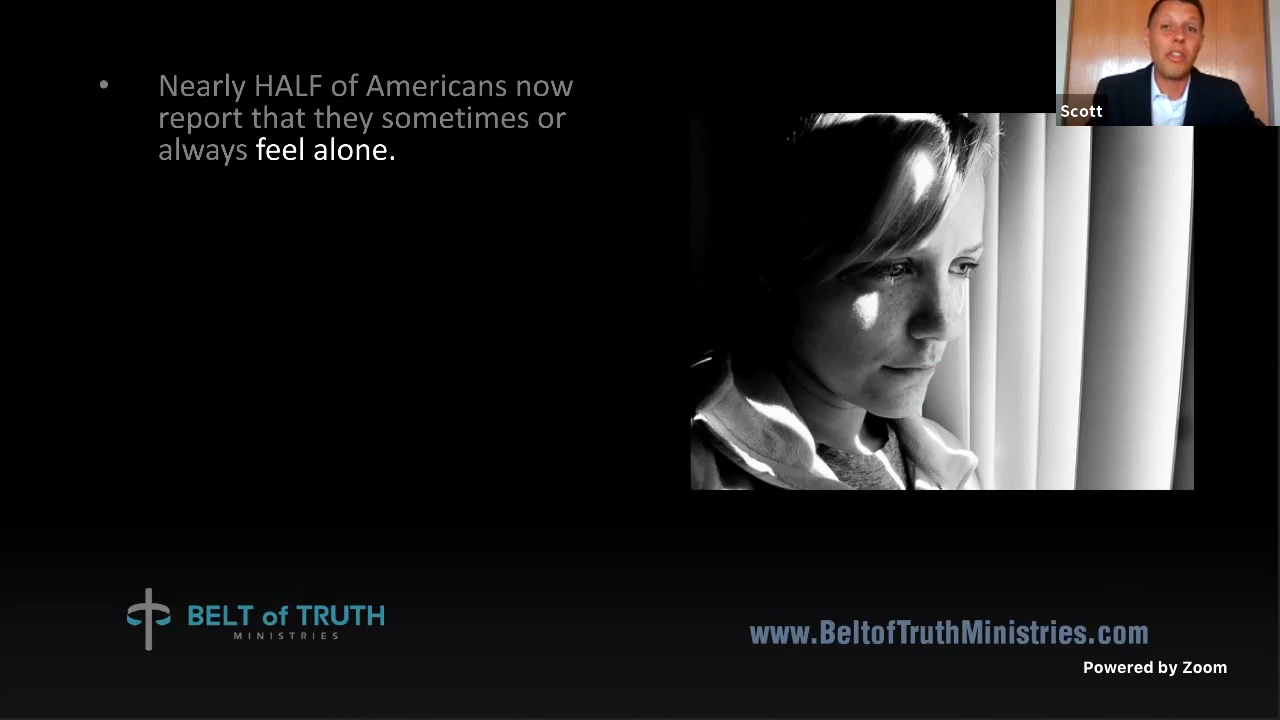 • Nearly HALF of Americans now
report that they sometimes or
always feel alone.
Scott
BELT of TRUTH
MINISTRIES
www.BeltofTruthMinistries.com
Powered by Zoom